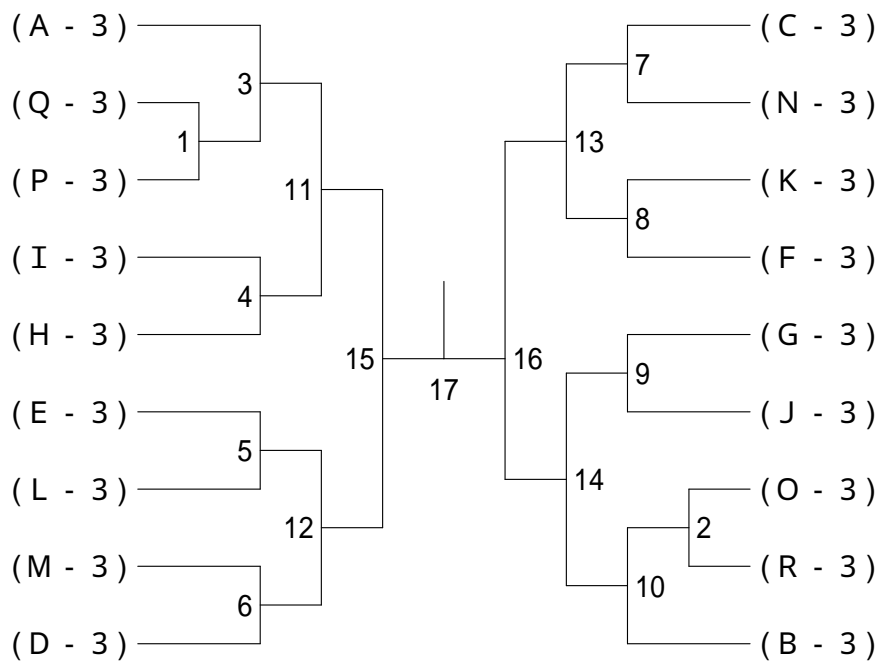 (A - 3)
(Q - 3)
(P - 3)
(I - 3)
(H - 3)
(E - 3)
(L - 3)
(M - 3)
(D - 3)
1
3
4
5
6
11
12
15
17
16
13
14
7
8
9
10
2
(C - 3)
(N - 3)
(K - 3)
(F - 3)
(G - 3)
(J - 3)
(O - 3)
(R - 3)
(B - 3)